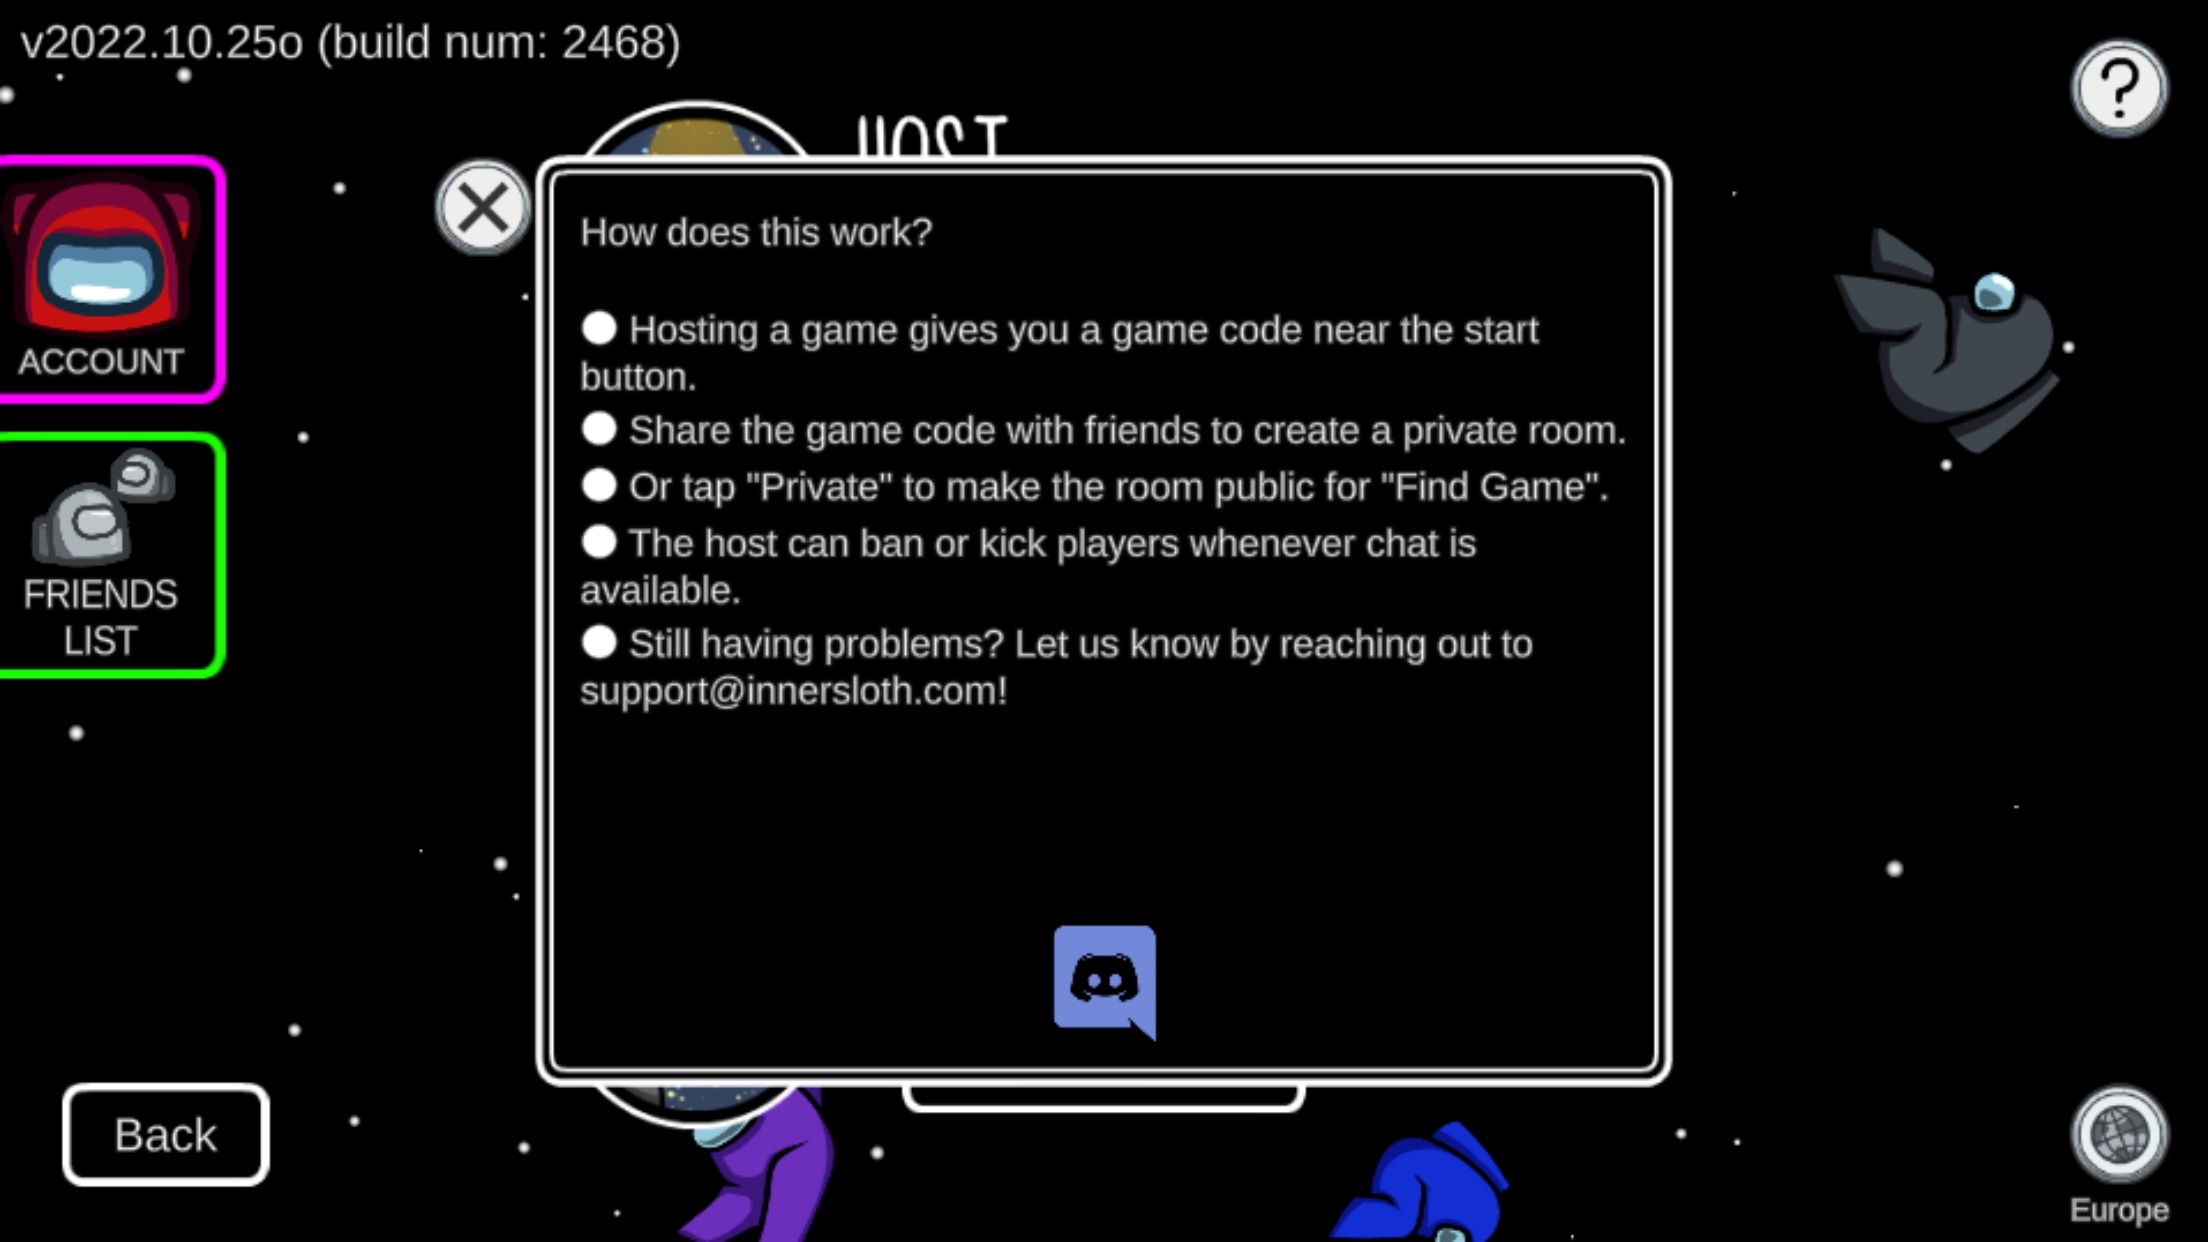 v2022.10.25o (build num: 2468)
HOST
ACCOUNT
FRIENDS
LIST
How does this work?
● Hosting a game gives you a game code near the start
button.
● Share the game code with friends to create a private room.
● Or tap "Private" to make the room public for "Find Game".
● The host can ban or kick players whenever chat is
available.
● Still having problems? Let us know by reaching out to
support@innersloth.com!
Back
Europe